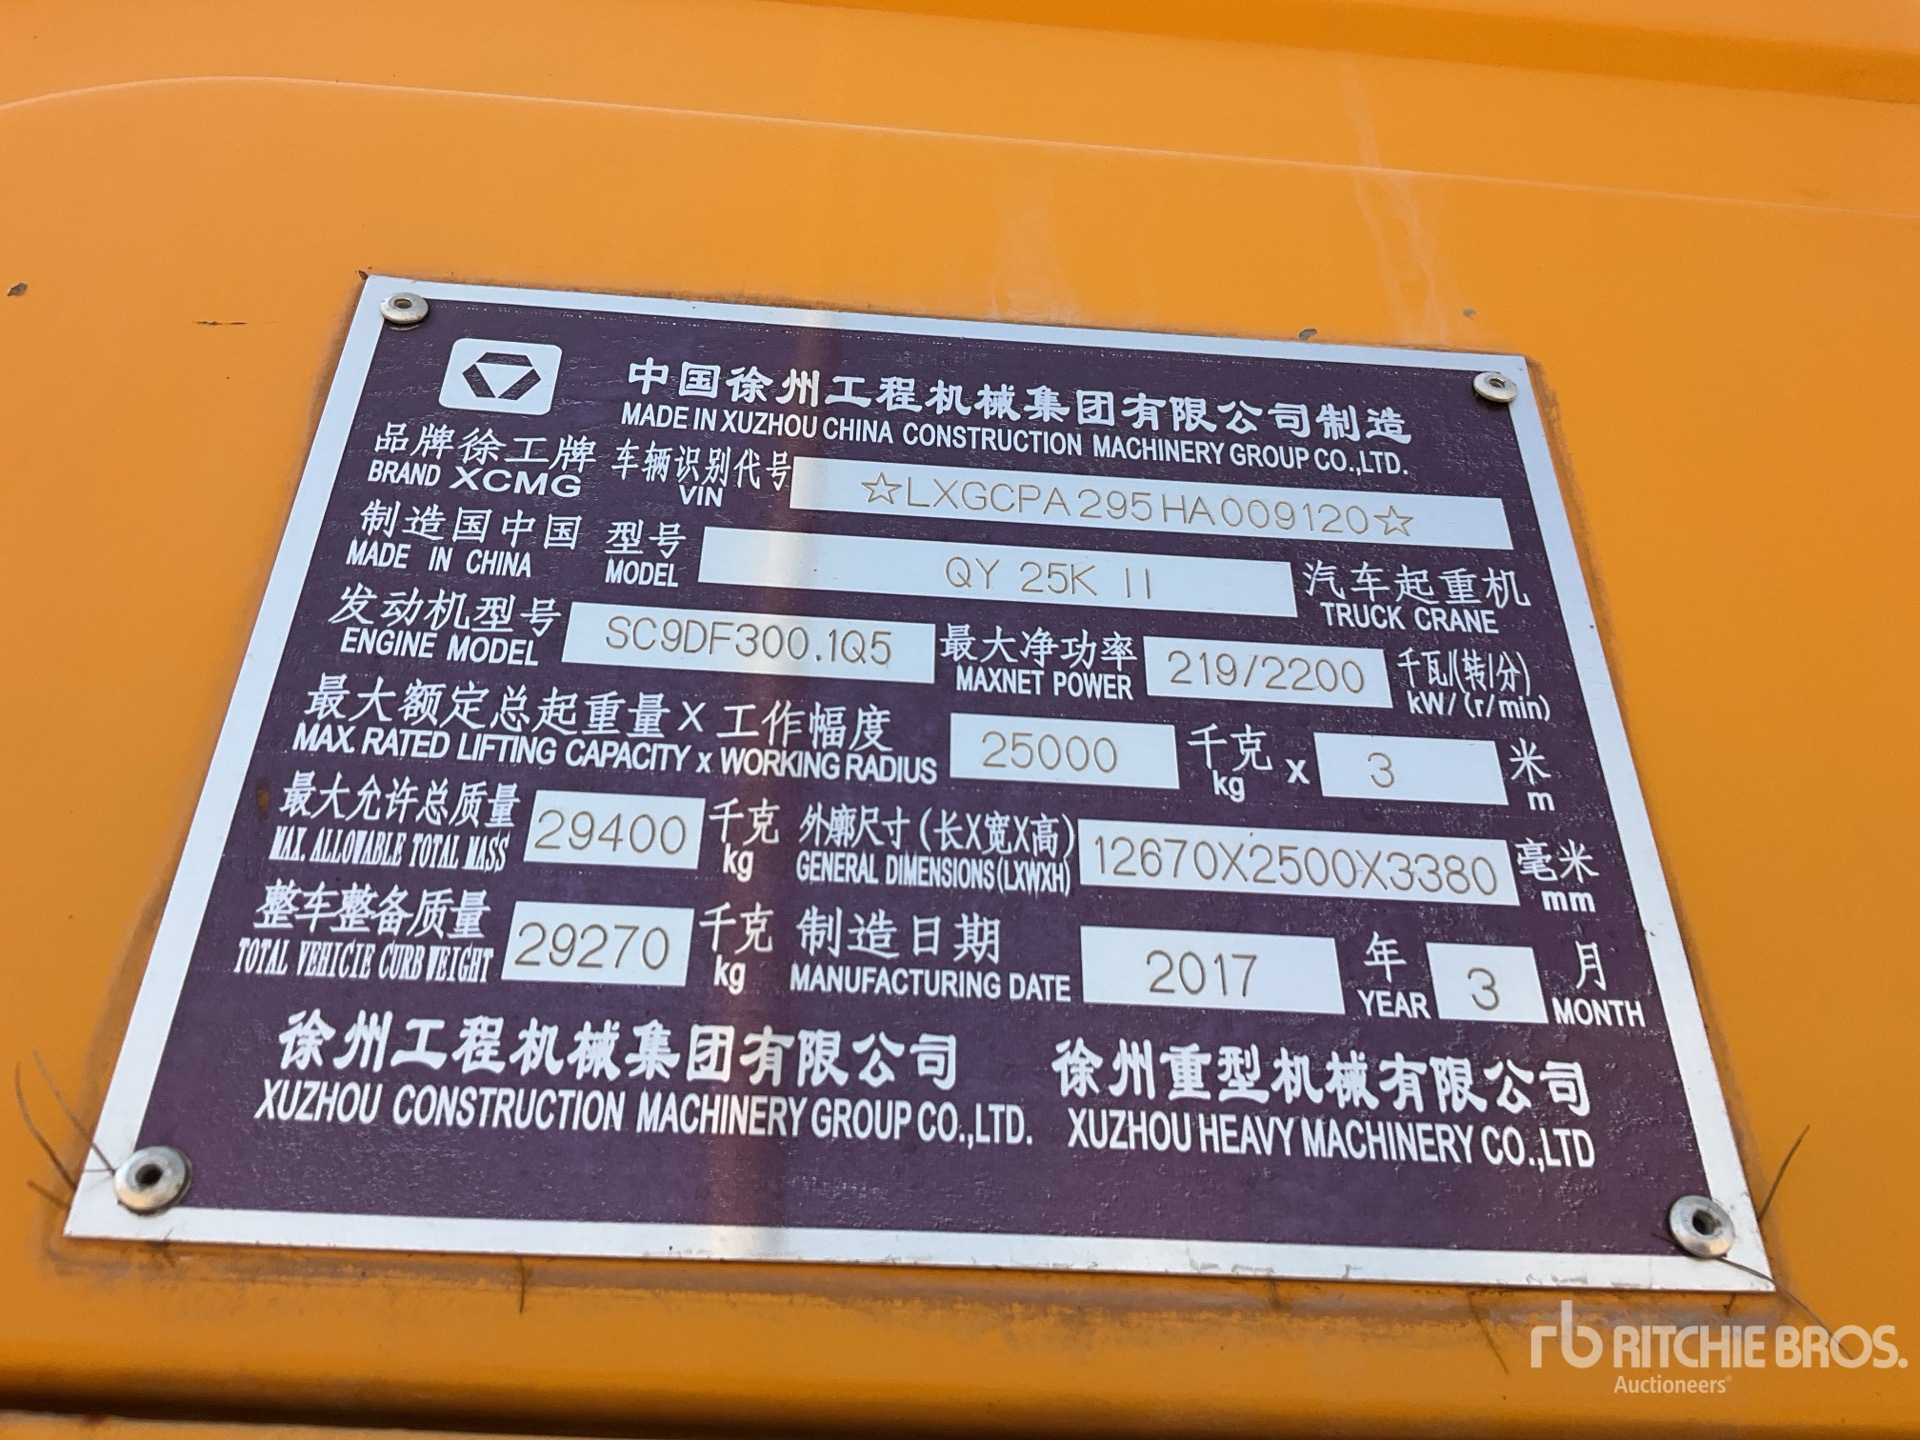 中国徐州工程机械集团有限公司制造
MADE IN XUZHOU CHINA CONSTRUCTION MACHINERY GROUP CO.,LTD.
品牌徐工牌 车辆识别代号 ☆LXGCPA295HA009120☆
BRAND XCMG VIN
制造国中国 型号 QY 25K II 汽车起重机
MADE IN CHINA MODEL TRUCK CRANE
发动机型号 SC9DF300.1Q5 最大净功率 219/2200 千瓦/(转/分)
ENGINE MODEL MAXNET POWER kW/(r/min)
最大额定总起重量X工作幅度 25000 千克 x 3 米
MAX. RATED LIFTING CAPACITY x WORKING RADIUS kg m
最大允许总质量 29400 千克 外廓尺寸(长X宽X高) 12670X2500X3380 毫米
MAX. ALLOWABLE TOTAL MASS kg GENERAL DIMENSIONS(LXWXH) mm
整车整备质量 29270 千克 制造日期 2017 年 3 月
TOTAL VEHICIE CURB WEIGHT kg MANUFACTURING DATE YEAR MONTH
徐州工程机械集团有限公司 徐州重型机械有限公司
XUZHOU CONSTRUCTION MACHINERY GROUP CO.,LTD. XUZHOU HEAVY MACHINERY CO.,LTD
rb RITCHIE BROS.
Auctioneers®